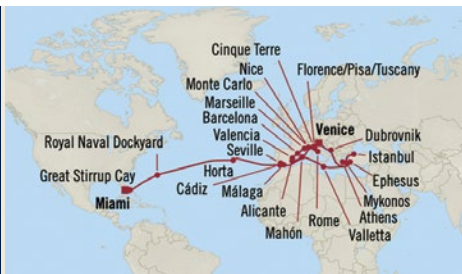 Cinque Terre
Nice
Florence/Pisa/Tuscany
Monte Carlo
Marseille
Barcelona
Venice
Valencia
Dubrovnik
Royal Naval Dockyard
Seville
Istanbul
Great Stirrup Cay
Horta
Ephesus
Miami
Cádiz
Málaga
Mykonos
Alicante
Athens
Mahón
Rome
Valletta